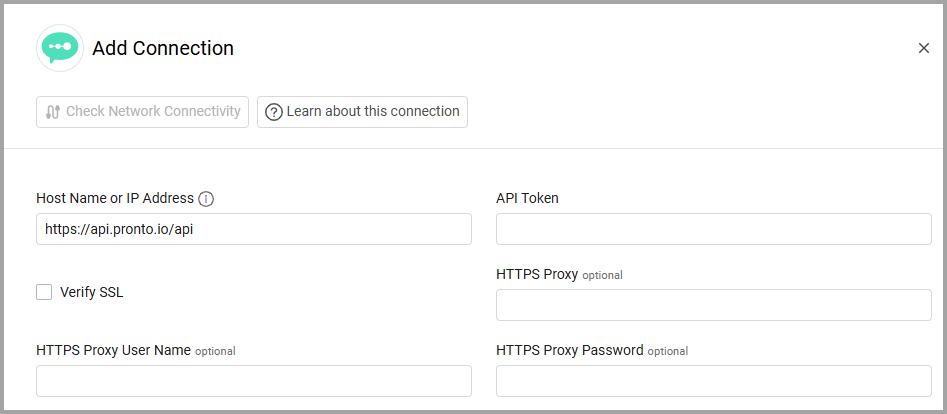 Add Connection
Check Network Connectivity
Learn about this connection
Host Name or IP Address
API Token
https://api.pronto.io/api
HTTPS Proxy optional
Verify SSL
HTTPS Proxy User Name optional
HTTPS Proxy Password optional